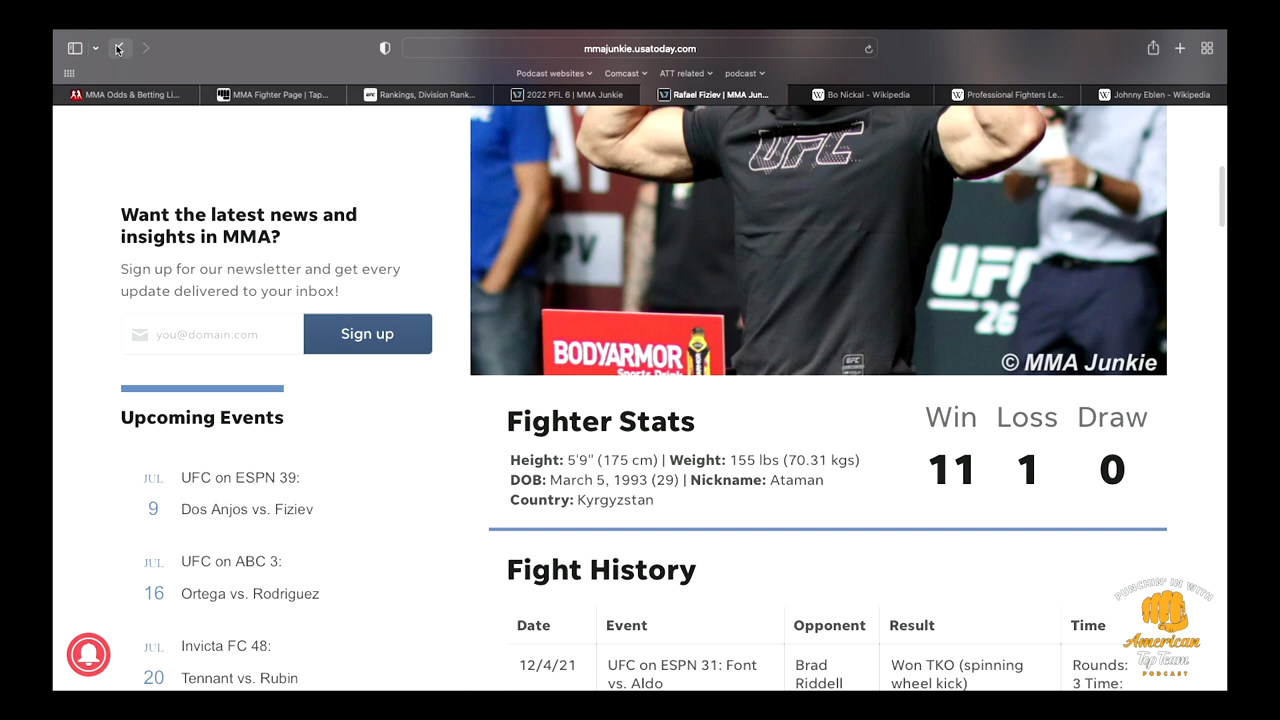 mmajunkie.usatoday.com
Podcast websites
Comcast
ATT related
podcast
MMA Odds & Betting Li...
MMA Fighter Page | Tap...
Rankings, Division Rank...
2022 PFL 6 | MMA Junkie
Rafael Fiziev | MMA Jun...
Bo Nickal - Wikipedia
Professional Fighters Le...
Johnny Eblen - Wikipedia
Want the latest news and
insights in MMA?
Sign up for our newsletter and get every
update delivered to your inbox!
you@domain.com
Sign up
Upcoming Events
JUL
9
UFC on ESPN 39:
Dos Anjos vs. Fiziev
JUL
16
UFC on ABC 3:
Ortega vs. Rodriguez
JUL
20
Invicta FC 48:
Tennant vs. Rubin
UFC
PPV
UFC
26
BODYARMOR
Sports Drink
© MMA Junkie
Fighter Stats
Height: 5'9" (175 cm) | Weight: 155 lbs (70.31 kgs)
DOB: March 5, 1993 (29) | Nickname: Ataman
Country: Kyrgyzstan
Win Loss Draw
11 1 0
Fight History
Date Event Opponent Result Time
12/4/21
UFC on ESPN 31: Font
vs. Aldo
Brad
Riddell
Won TKO (spinning
wheel kick)
Rounds:
3 Time:
PUNCHIN' IN WITH
American
Top Team
PODCAST